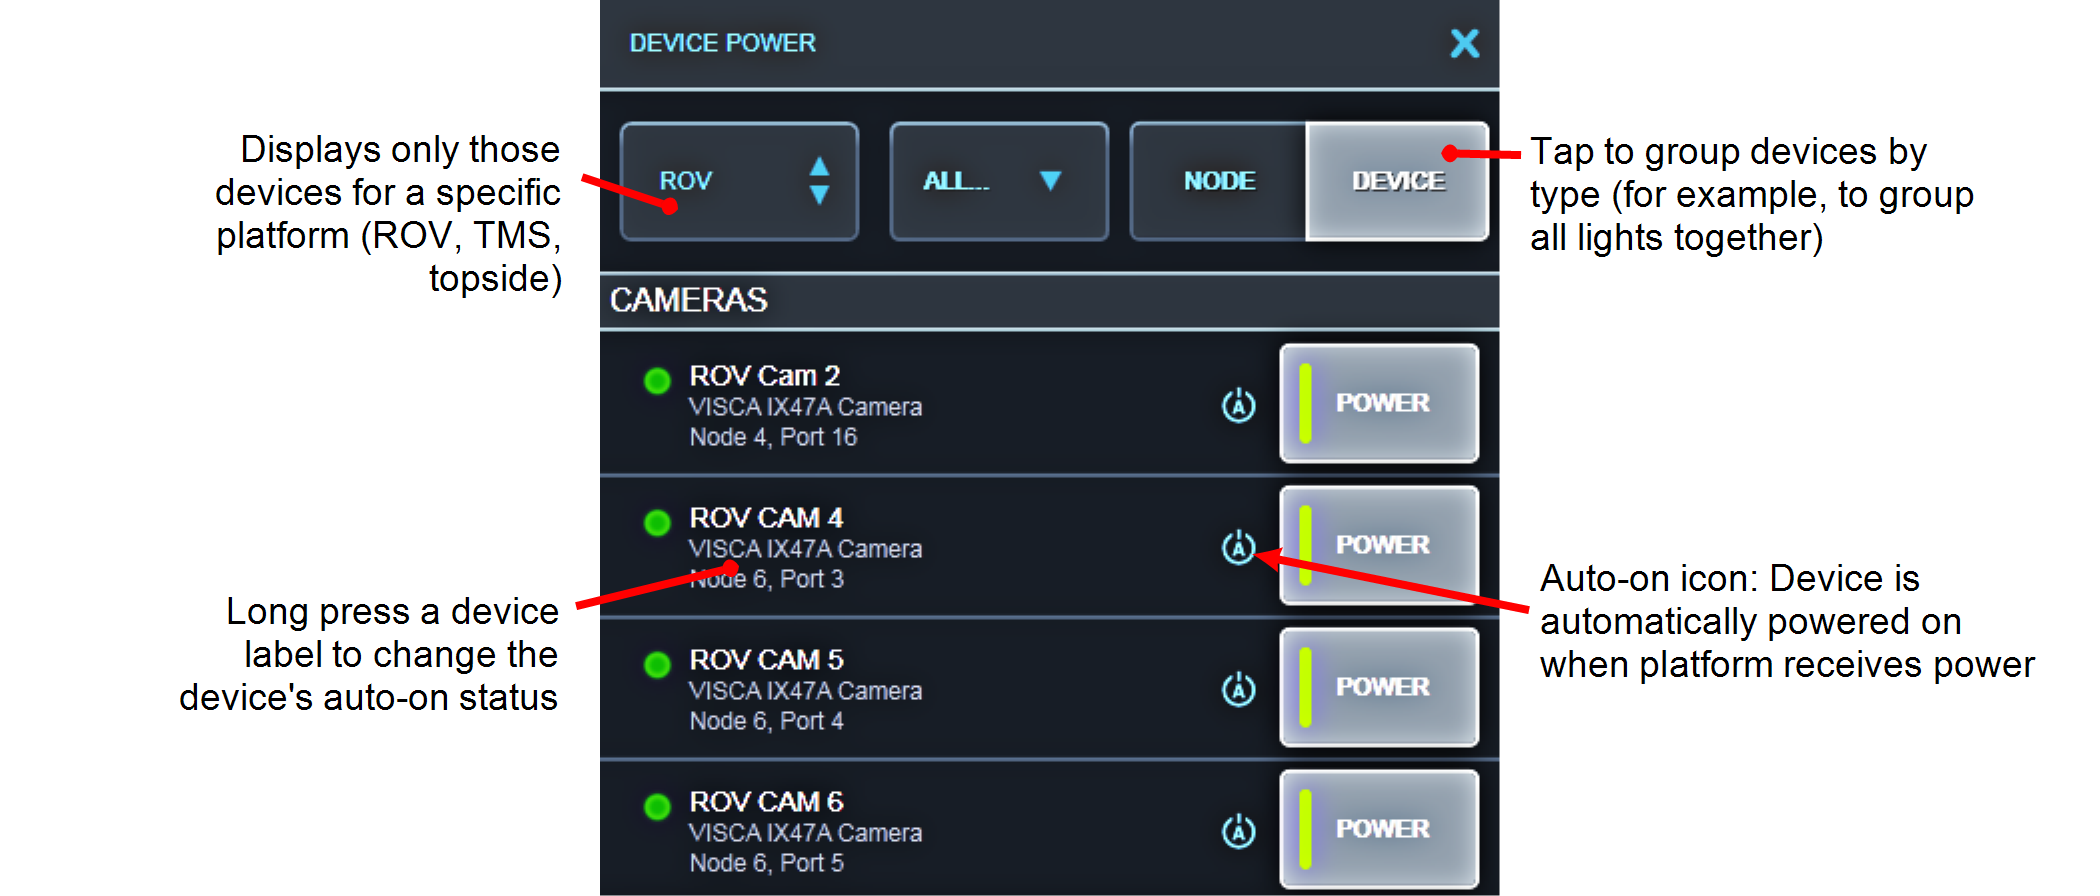 DEVICE POWER
Displays only those
devices for a specific
platform (ROV, TMS,
topside)
ROV
ALL...
NODE
DEVICE
Tap to group devices by
type (for example, to group
all lights together)
CAMERAS
ROV Cam 2
VISCA IX47A Camera
Node 4, Port 16
A
POWER
ROV CAM 4
VISCA IX47A Camera
Node 6, Port 3
A
POWER
Long press a device
label to change the
device's auto-on status
Auto-on icon: Device is
automatically powered on
when platform receives power
ROV CAM 5
VISCA IX47A Camera
Node 6, Port 4
A
POWER
ROV CAM 6
VISCA IX47A Camera
Node 6, Port 5
A
POWER